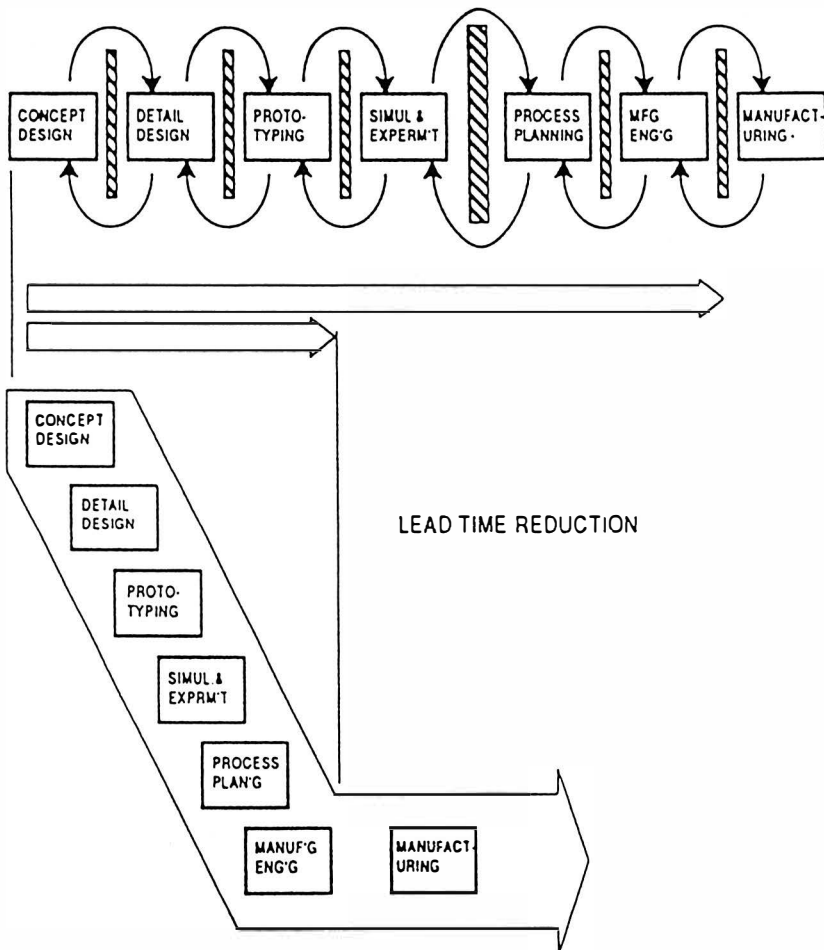 CONCEPT
DESIGN
DETAIL
DESIGN
PROTO-
TYPING
SIMUL &
EXPERM'T
PROCESS
PLANNING
MFG
ENG'G
MANUFACT-
URING
CONCEPT
DESIGN
DETAIL
DESIGN
PROTO-
TYPING
SIMUL. &
EXPRM'T
PROCESS
PLAN'G
MANUF'G
ENG'G
MANUFACT-
URING
LEAD TIME REDUCTION